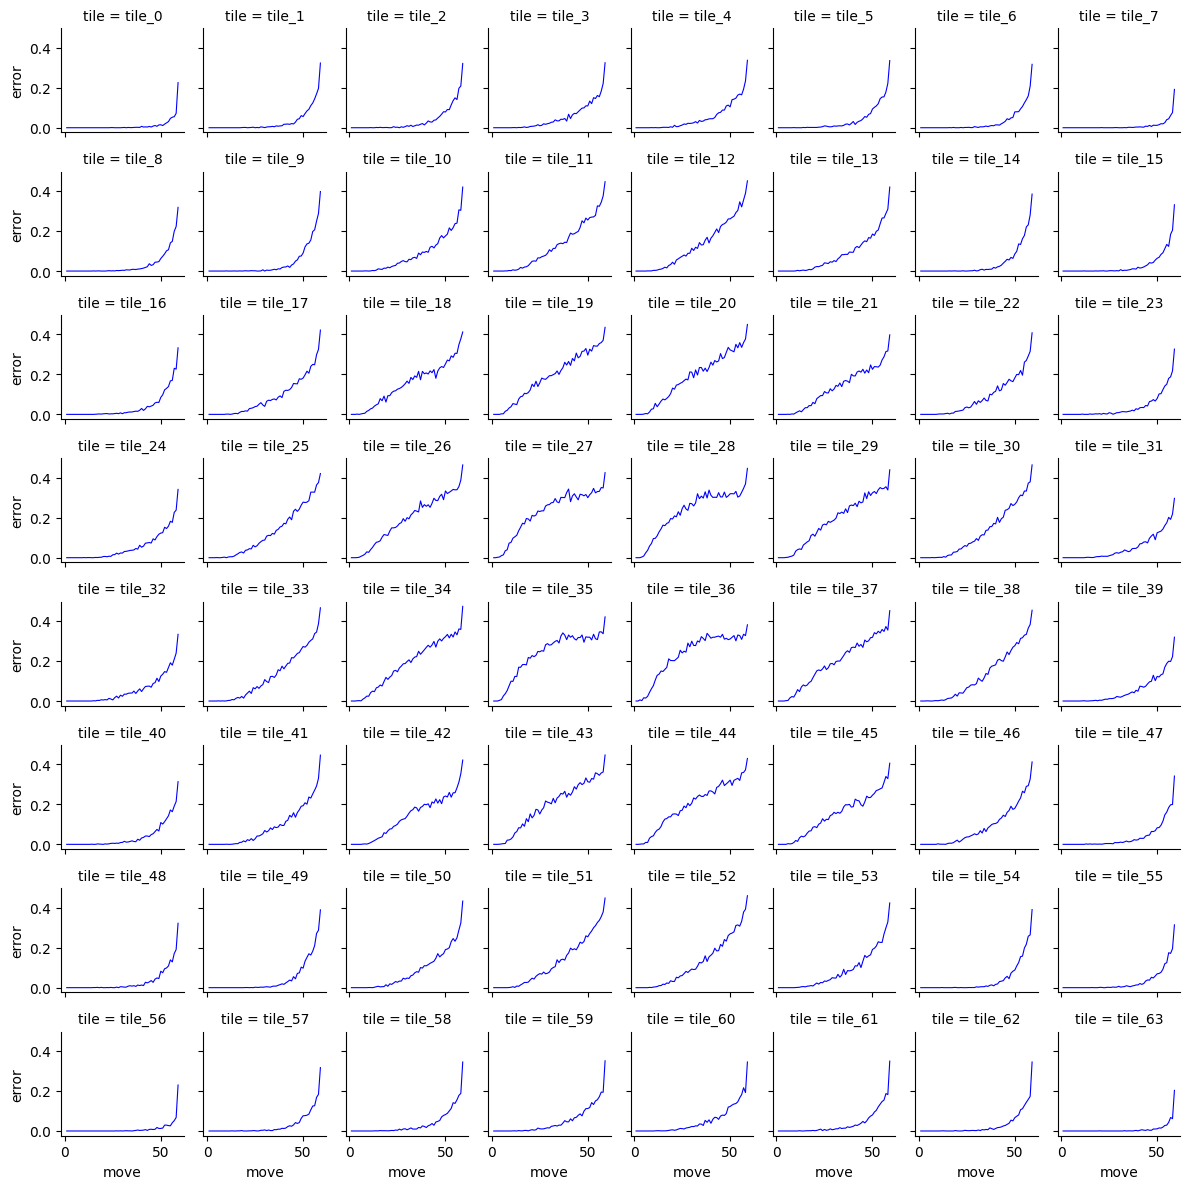 tile = tile_0 tile = tile_1 tile = tile_2 tile = tile_3 tile = tile_4 tile = tile_5 tile = tile_6 tile = tile_7
0.4
error
0.2
0.0
tile = tile_8 tile = tile_9 tile = tile_10 tile = tile_11 tile = tile_12 tile = tile_13 tile = tile_14 tile = tile_15
0.4
error
0.2
0.0
tile = tile_16 tile = tile_17 tile = tile_18 tile = tile_19 tile = tile_20 tile = tile_21 tile = tile_22 tile = tile_23
0.4
error
0.2
0.0
tile = tile_24 tile = tile_25 tile = tile_26 tile = tile_27 tile = tile_28 tile = tile_29 tile = tile_30 tile = tile_31
0.4
error
0.2
0.0
tile = tile_32 tile = tile_33 tile = tile_34 tile = tile_35 tile = tile_36 tile = tile_37 tile = tile_38 tile = tile_39
0.4
error
0.2
0.0
tile = tile_40 tile = tile_41 tile = tile_42 tile = tile_43 tile = tile_44 tile = tile_45 tile = tile_46 tile = tile_47
0.4
error
0.2
0.0
tile = tile_48 tile = tile_49 tile = tile_50 tile = tile_51 tile = tile_52 tile = tile_53 tile = tile_54 tile = tile_55
0.4
error
0.2
0.0
tile = tile_56 tile = tile_57 tile = tile_58 tile = tile_59 tile = tile_60 tile = tile_61 tile = tile_62 tile = tile_63
0.4
error
0.2
0.0
0 50 0 50 0 50 0 50 0 50 0 50 0 50 0 50
move move move move move move move move